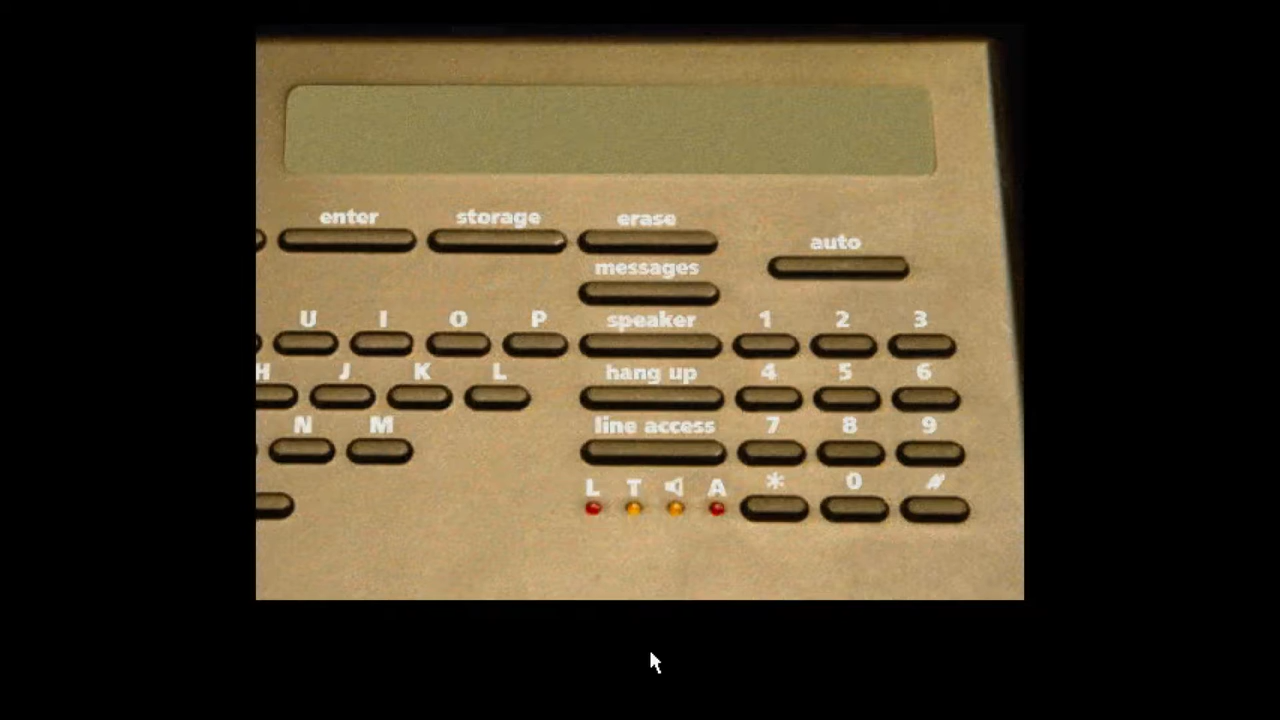 enter storage erase
auto
messages
U I O P speaker 1 2 3
H J K L hang up 4 5 6
N M line access 7 8 9
L T A * 0 #